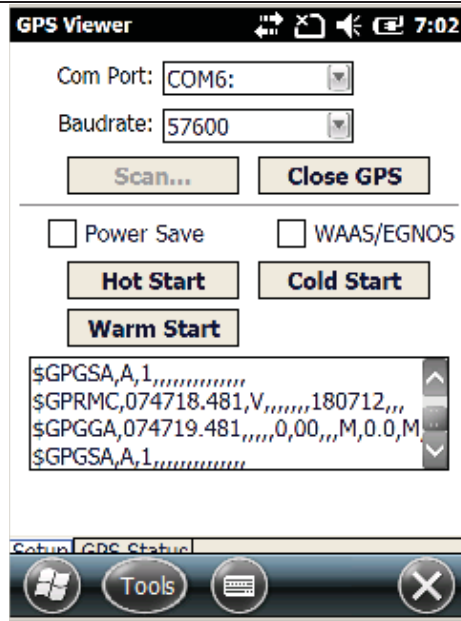 GPS Viewer 7:02
Com Port: COM6:
Baudrate: 57600
Scan... Close GPS
Power Save WAAS/EGNOS
Hot Start Cold Start
Warm Start
$GPGSA,A,1,,,,,,,,,,,,,,
$GPRMC,074718.481,V,,,,,,,180712,,,
$GPGGA,074719.481,,,,,0,00,,,M,0.0,M,
$GPGSA,A,1,,,,,,,,,,,,,,
Setup GPS Status
Tools